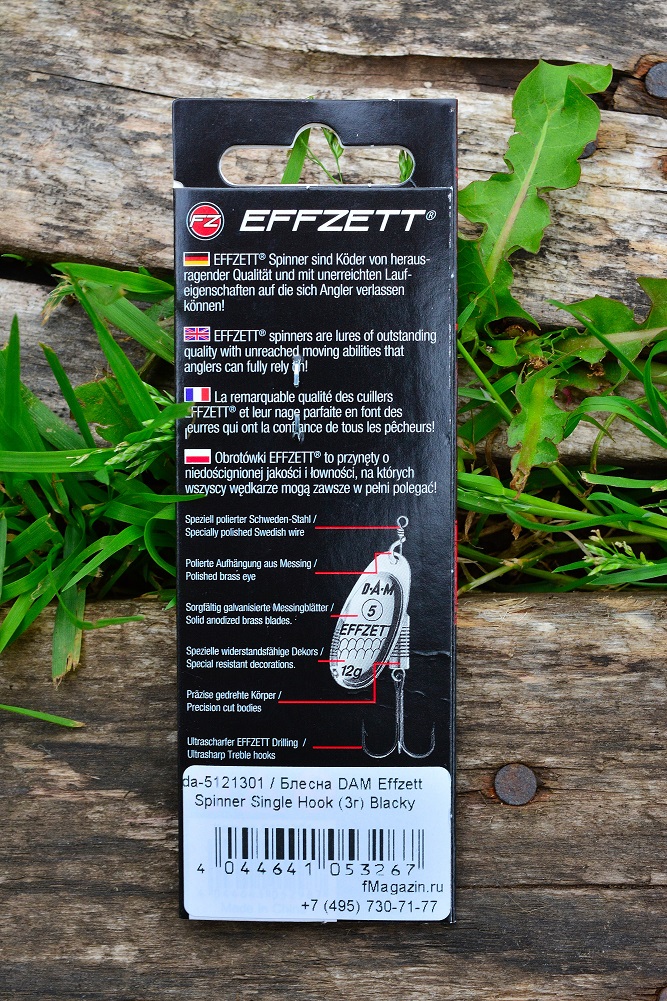 FZ EFFZETT®
EFFZETT® Spinner sind Köder von heraus-
ragender Qualität und mit unerreichten Lauf-
eigenschaften auf die sich Angler verlassen
können!
EFFZETT® spinners are lures of outstanding
quality with unreached moving abilities that
anglers can fully rely on!
La remarquable qualité des cuillers
EFFZETT® et leur nage parfaite en font des
leurres qui ont la confiance de tous les pêcheurs!
Obrotówki EFFZETT® to przynęty o
niedoścignionej jakości i łowności, na których
wszyscy wędkarze mogą zawsze w pełni polegać!
Speziell polierter Schweden-Stahl /
Specially polished Swedish wire
Polierte Aufhängung aus Messing /
Polished brass eye
Sorgfältig galvanisierte Messingblätter /
Solid anodized brass blades.
Spezielle widerstandsfähige Dekors /
Special resistant decorations.
Präzise gedrehte Körper /
Precision cut bodies
Ultrascharfer EFFZETT Drilling /
Ultrasharp Treble hooks
D·A·M
5
EFFZETT
12g
da-5121301 / Блесна DAM Effzett
Spinner Single Hook (3г) Blacky
4 044641 053267
fMagazin.ru
+7 (495) 730-71-77